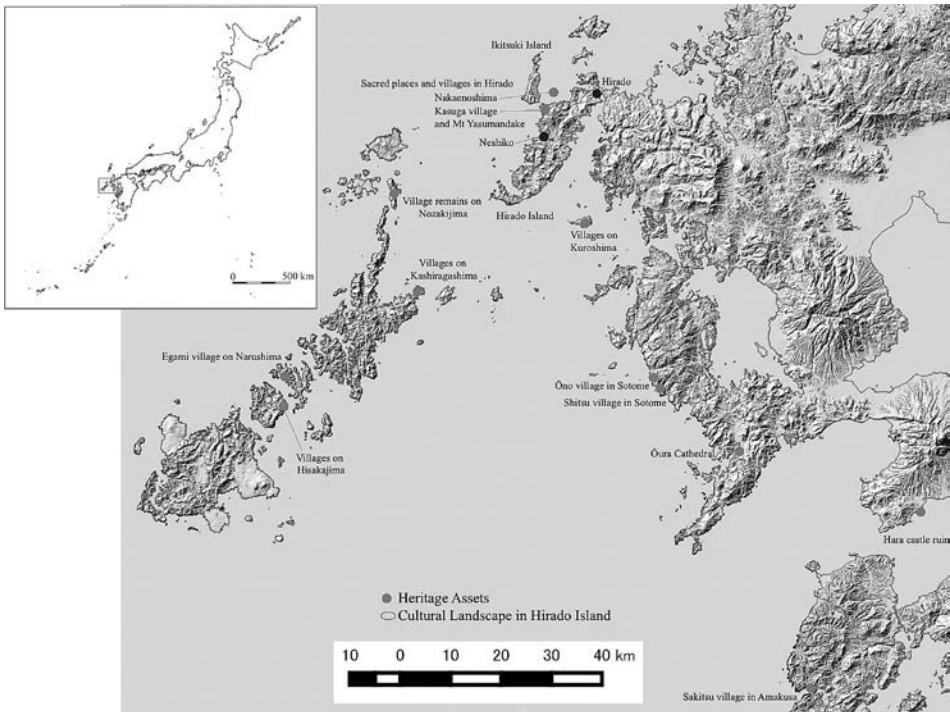 0 500 km
Ikitsuki Island
Sacred places and villages in Hirado
Hirado
Nakaenoshima
Kasuga village
and Mt Yasumandake
Neshiko
Village remains on
Nozakijima
Hirado Island
Villages on
Kuroshima
Villages on
Kashiragashima
Egami village on Narushima
Ōno village in Sotome
Shitsu village in Sotome
Villages on
Hisakajima
Ōura Cathedral
Hara castle ruin
Heritage Assets
Cultural Landscape in Hirado Island
10 0 10 20 30 40 km
Sakitsu village in Amakusa